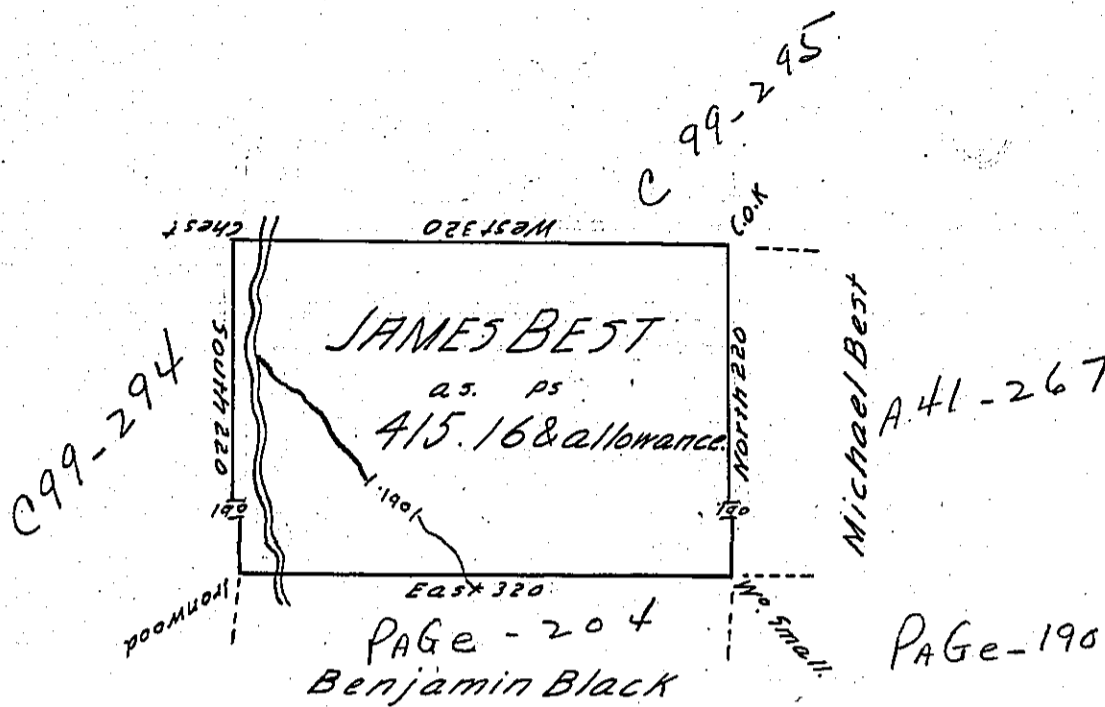 C 99-295
Chest
West 320
C.O.K
JAMES BEST
as. ps
415.16 & allowance.
South 220
North 220
Michael Best
A.41-267
C99-294
190
1901
190
Ironwood
East 320
Wo. Small.
PAGe - 204
PAGe-190
Benjamin Black